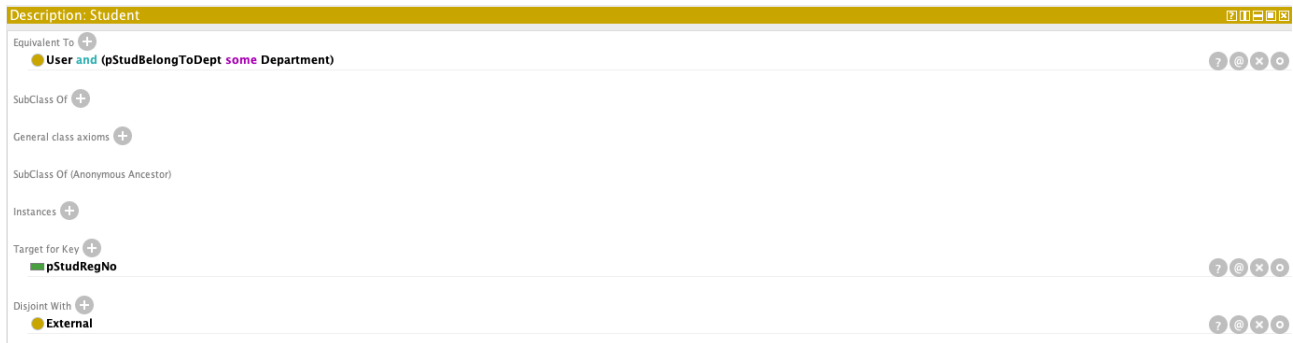 Description: Student
Equivalent To
User and (pStudBelongToDept some Department)
SubClass Of
General class axioms
SubClass Of (Anonymous Ancestor)
Instances
Target for Key
pStudRegNo
Disjoint With
External